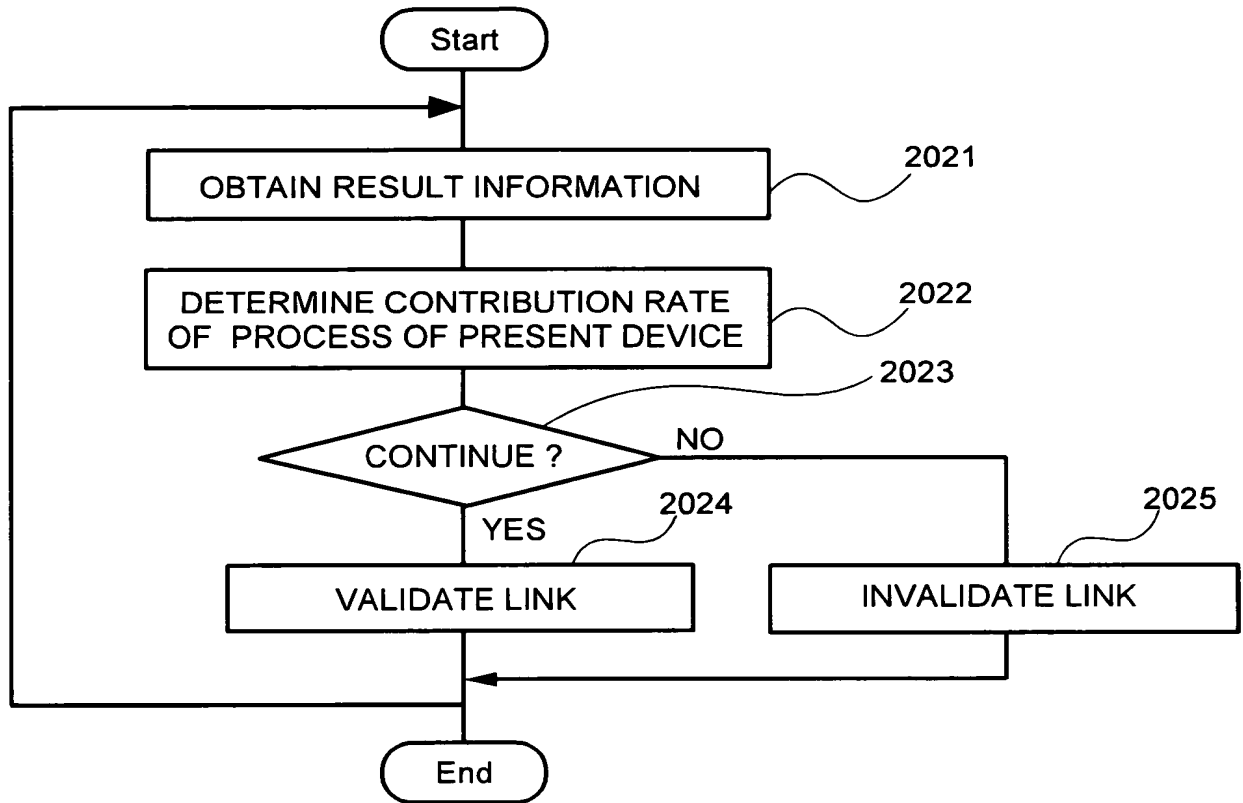 Start
OBTAIN RESULT INFORMATION
2021
DETERMINE CONTRIBUTION RATE
OF PROCESS OF PRESENT DEVICE
2022
2023
CONTINUE ?
NO
YES
2024
2025
VALIDATE LINK
INVALIDATE LINK
End